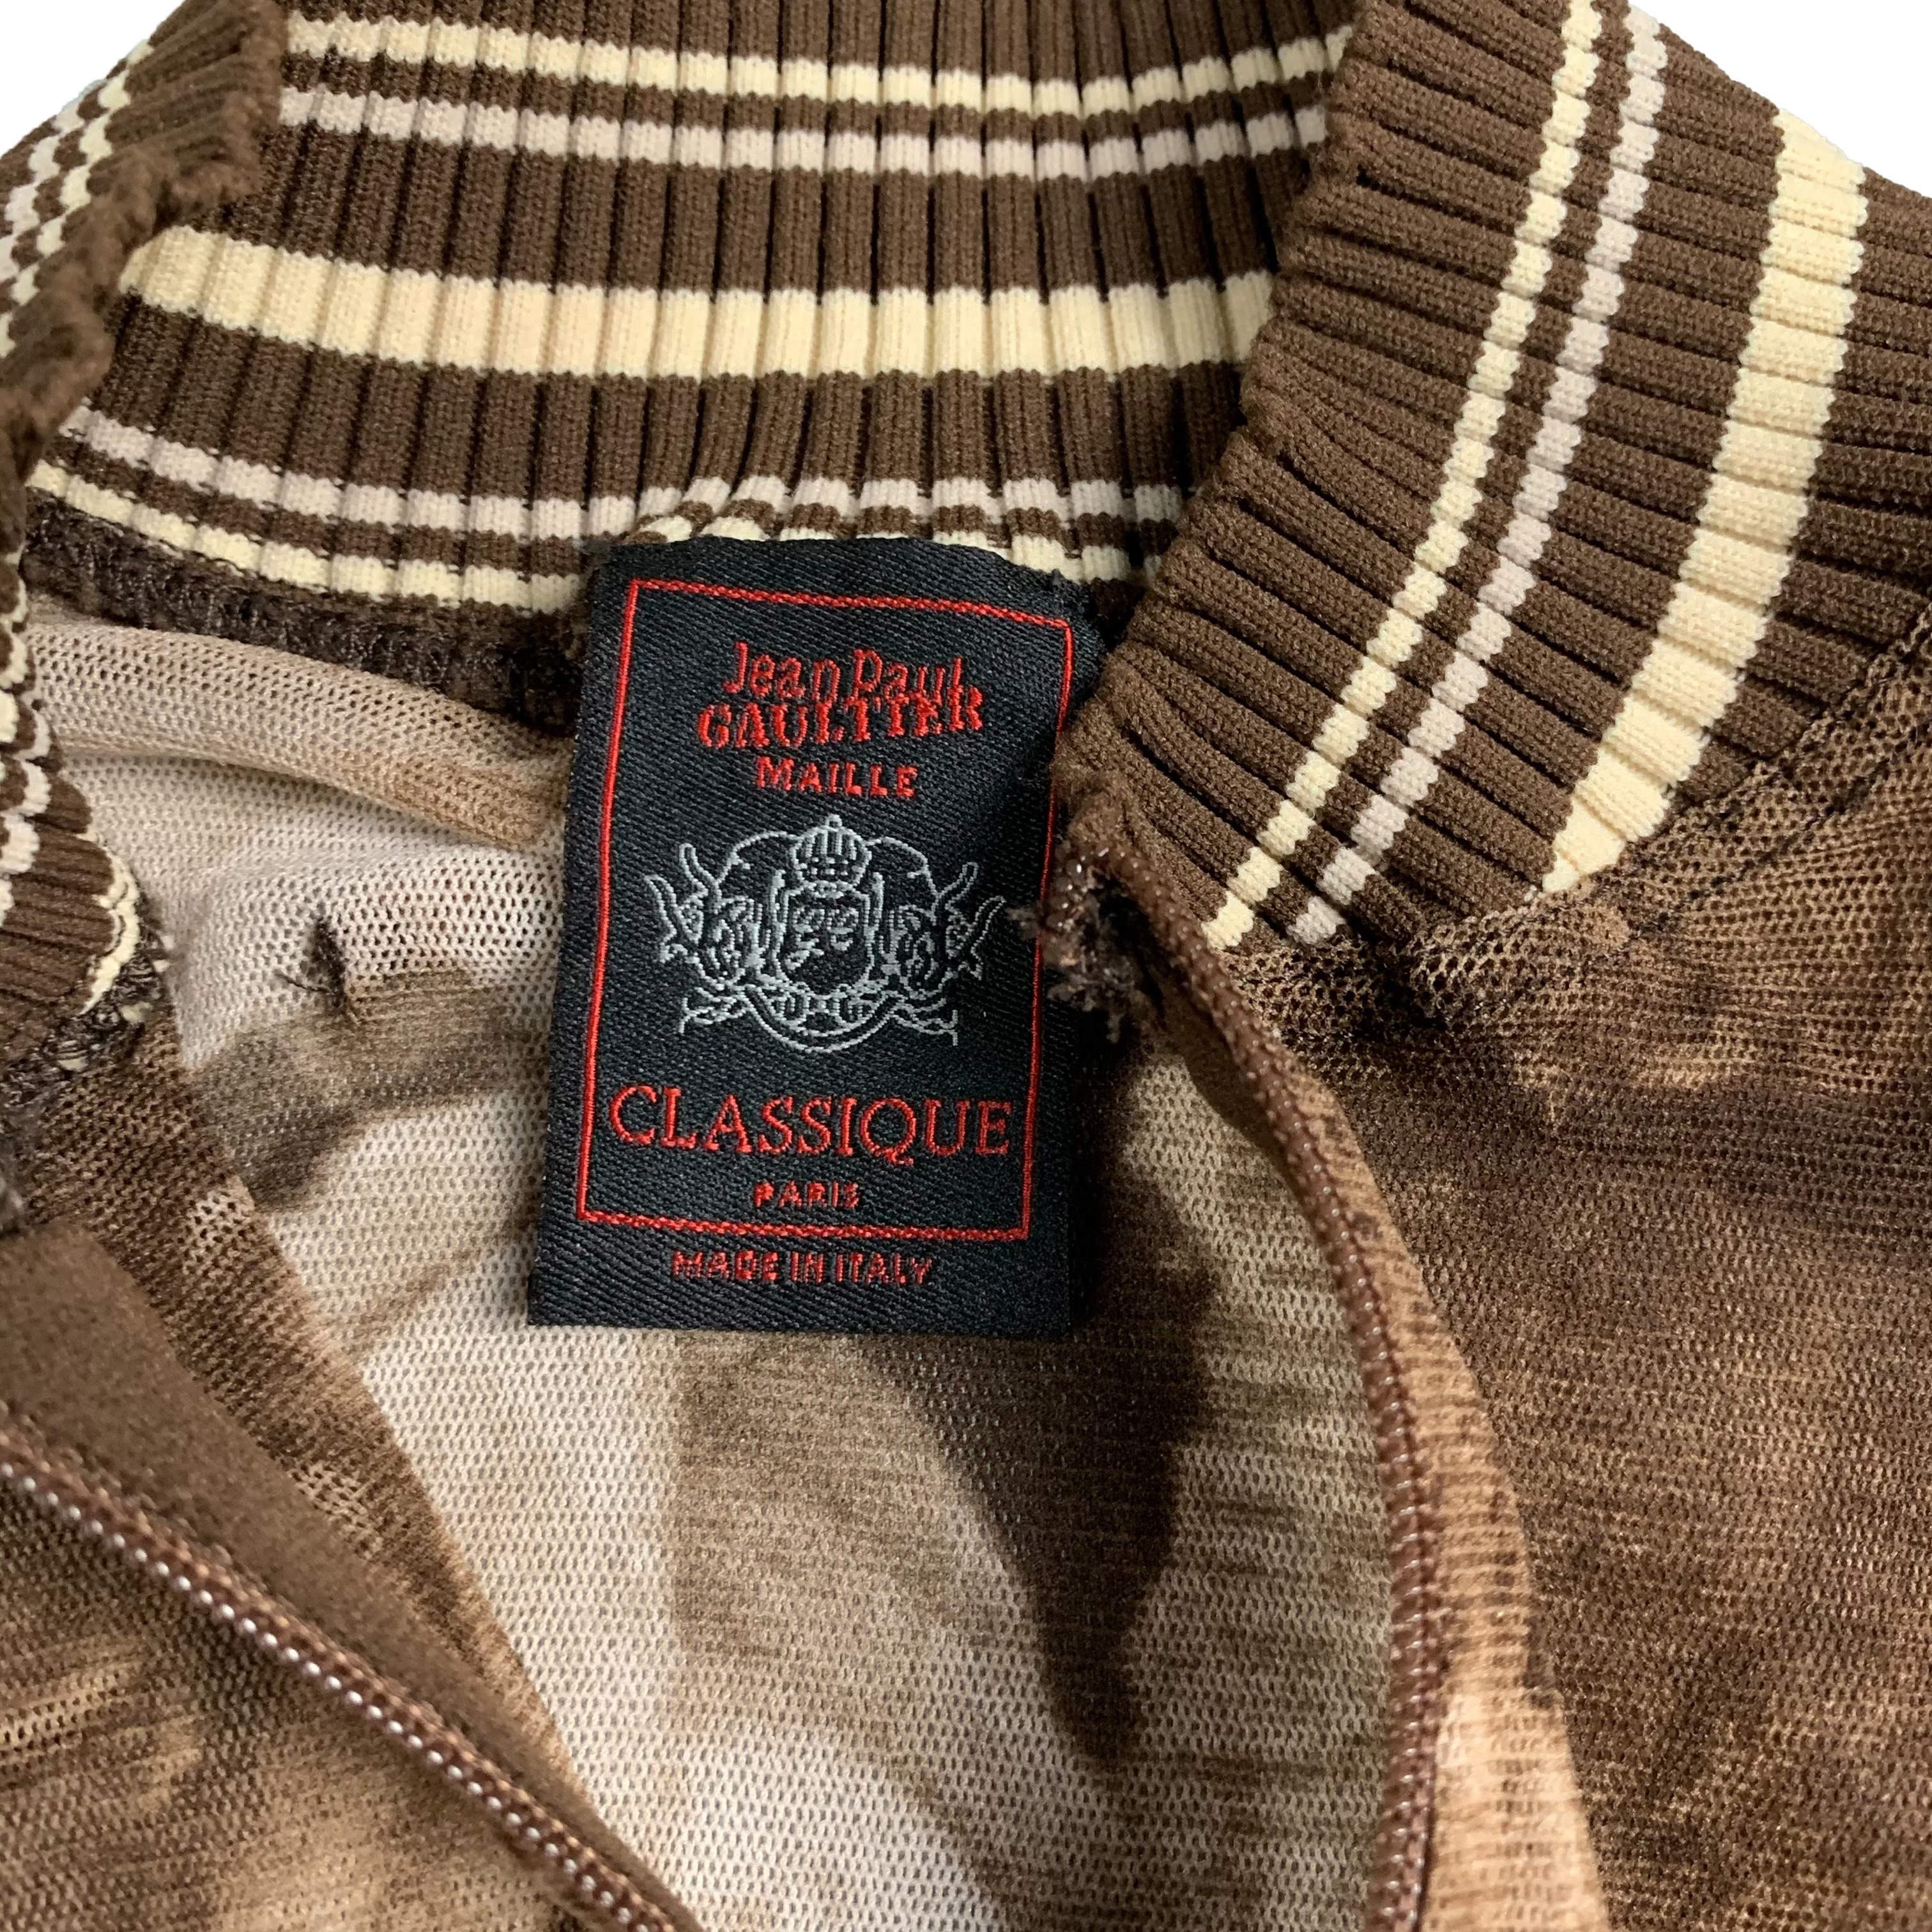 Jean Paul
GAULTIER
MAILLE
CLASSIQUE
PARIS
MADE IN ITALY